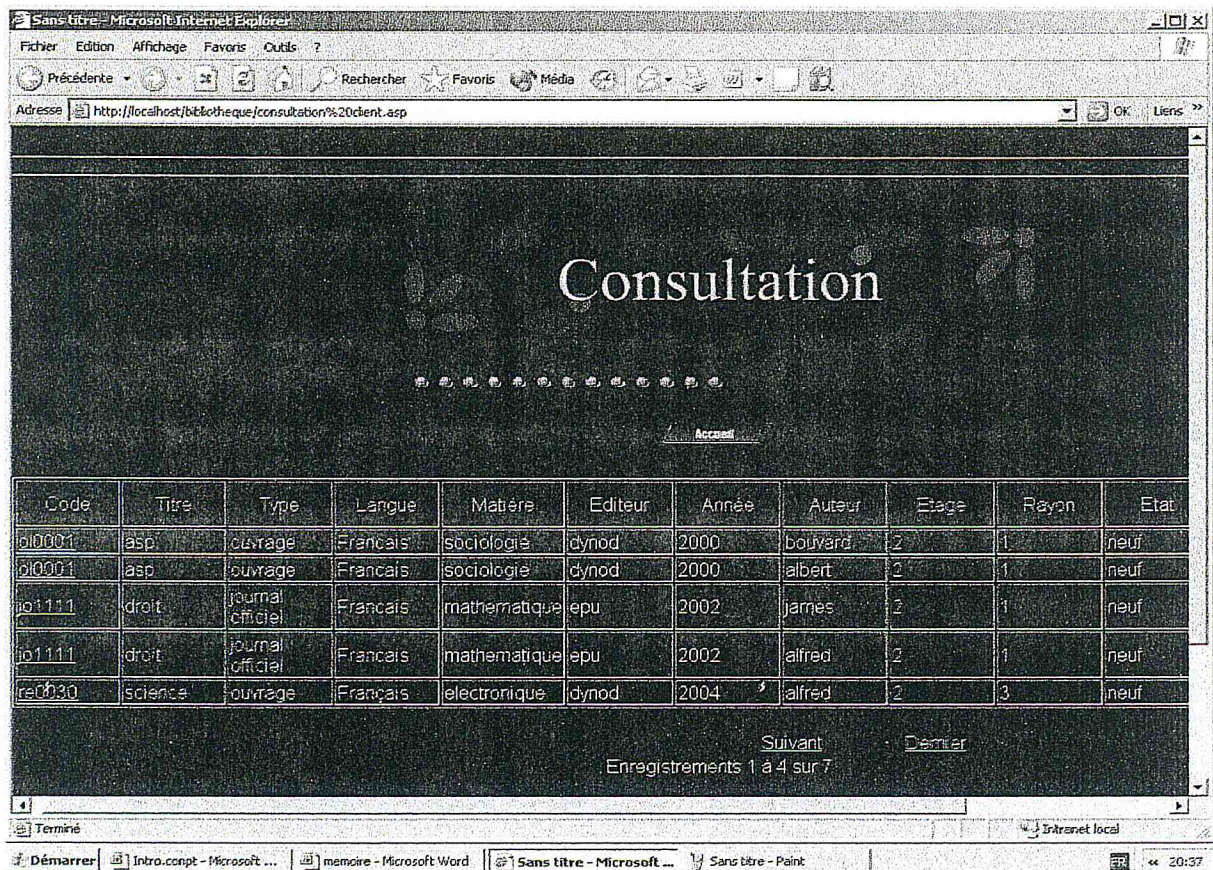 Sans titre - Microsoft Internet Explorer
Fichier Edition Affichage Favoris Outils ?
Précédente Rechercher Favoris Média
Adresse http://localhost/bibliotheque/consultation%20client.asp OK Liens »
Consultation
Accueil
Code Titre Type Langue Matière Editeur Année Auteur Etage Rayon Etat
ol0001 asp ouvrage Francais sociologie dynod 2000 bouvard 2 1 neuf
ol0001 asp ouvrage Francais sociologie dynod 2000 albert 2 1 neuf
jo1111 droit journal officiel Francais mathematique epu 2002 james 2 1 neuf
jo1111 droit journal officiel Francais mathematique epu 2002 alfred 2 1 neuf
re0030 science ouvrage Français electronique dynod 2004 alfred 2 3 neuf
Suivant Dernier
Enregistrements 1 à 4 sur 7
Terminé Intranet local
Démarrer Intro.conpt - Microsoft ... memoire - Microsoft Word Sans titre - Microsoft ... Sans titre - Paint FR « 20:37